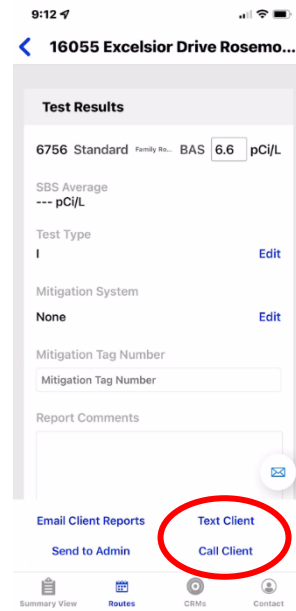 9:12
16055 Excelsior Drive Rosemo...
Test Results
6756 Standard Family Ro... BAS 6.6 pCi/L
SBS Average
--- pCi/L
Test Type
I Edit
Mitigation System
None Edit
Mitigation Tag Number
Mitigation Tag Number
Report Comments
Email Client Reports Text Client
Send to Admin Call Client
Summary View Routes CRMs Contact